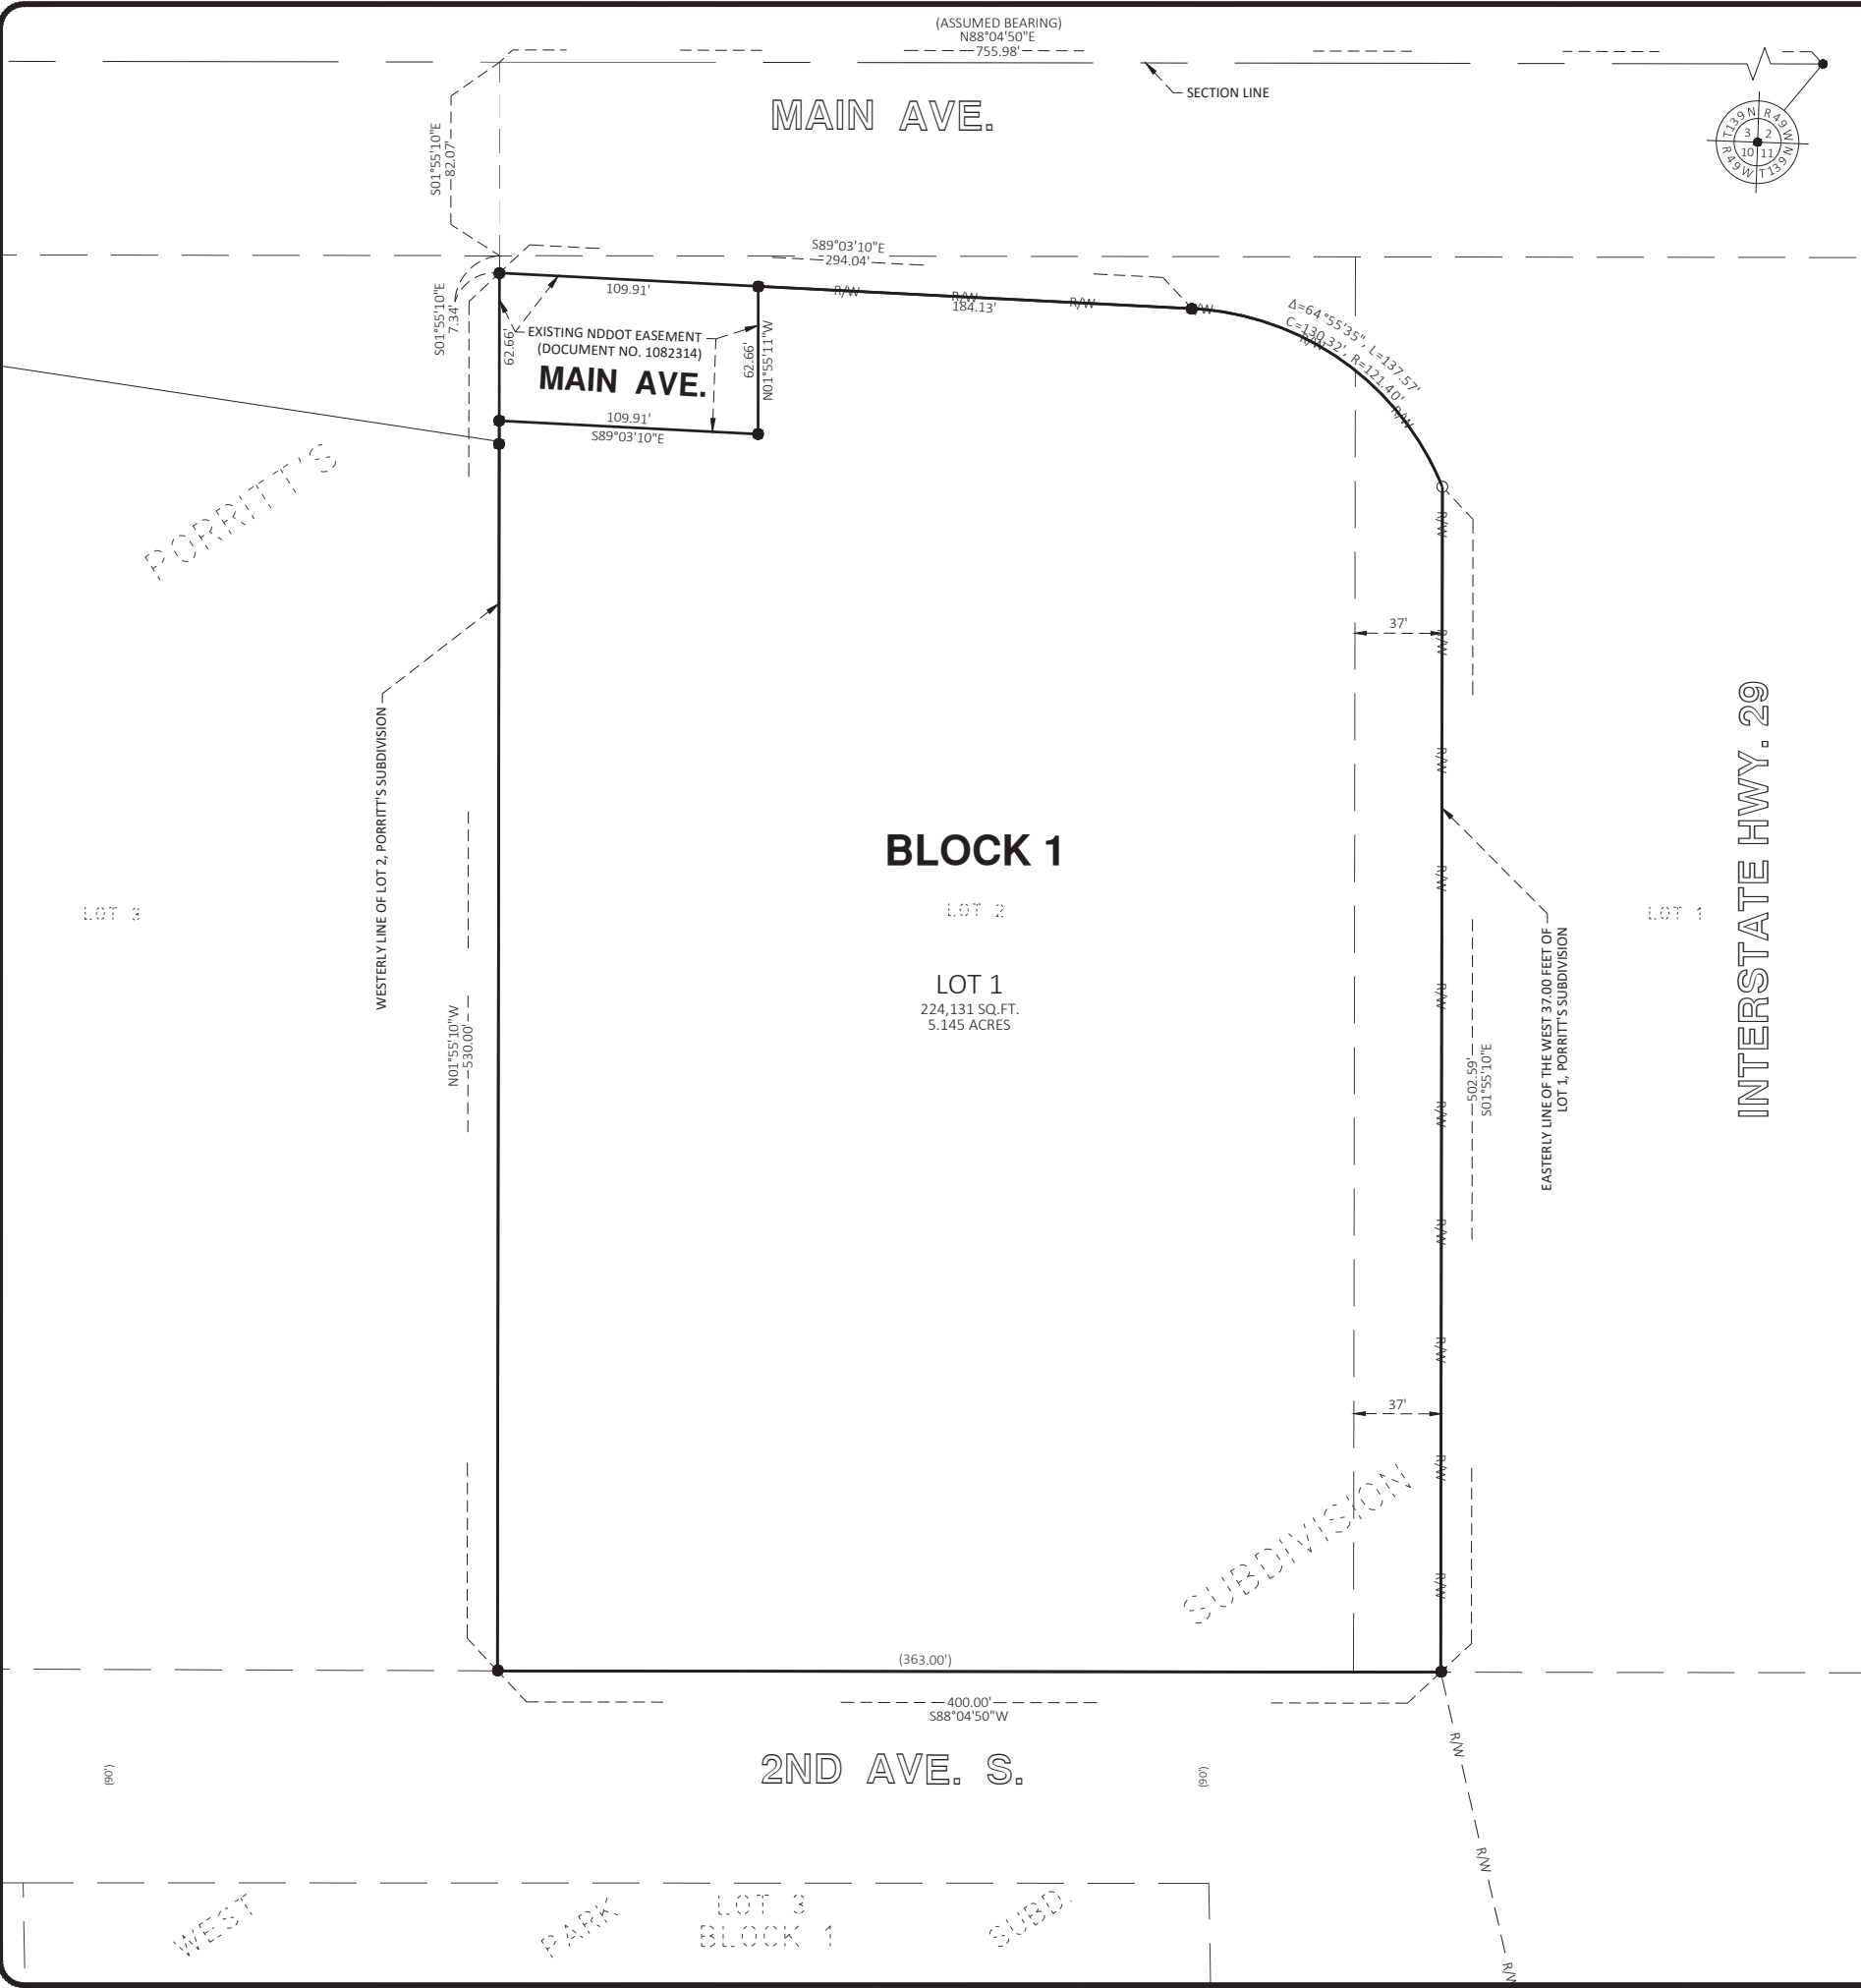 (ASSUMED BEARING)
N88°04'50"E
755.98'
SECTION LINE
MAIN AVE.
T139N R49W
3 2
10 11
R49W T139N
S01°55'10"E
82.07'
S89°03'10"E
294.04'
S01°55'10"E
7.34'
109.91'
R/W
R/W
R/W
R/W
184.13'
Δ=64°55'35", L=137.57'
C=130.32', R=121.40'
R/W
R/W
62.66'
EXISTING NDDOT EASEMENT
(DOCUMENT NO. 1082314)
MAIN AVE.
62.66'
N01°55'11"W
109.91'
S89°03'10"E
PORRITT'S
R/W
37'
R/W
R/W
R/W
R/W
R/W
R/W
R/W
R/W
R/W
WESTERLY LINE OF LOT 2, PORRITT'S SUBDIVISION
INTERSTATE HWY. 29
BLOCK 1
LOT 3
LOT 2
LOT 1
LOT 1
224,131 SQ.FT.
5.145 ACRES
N01°55'10"W
530.00'
502.59'
S01°55'10"E
EASTERLY LINE OF THE WEST 37.00 FEET OF
LOT 1, PORRITT'S SUBDIVISION
37'
SUBDIVISION
(363.00')
400.00'
S88°04'50"W
2ND AVE. S.
(90')
(90')
R/W
R/W
R/W
WEST
PARK
LOT 3
BLOCK 1
SUBD.